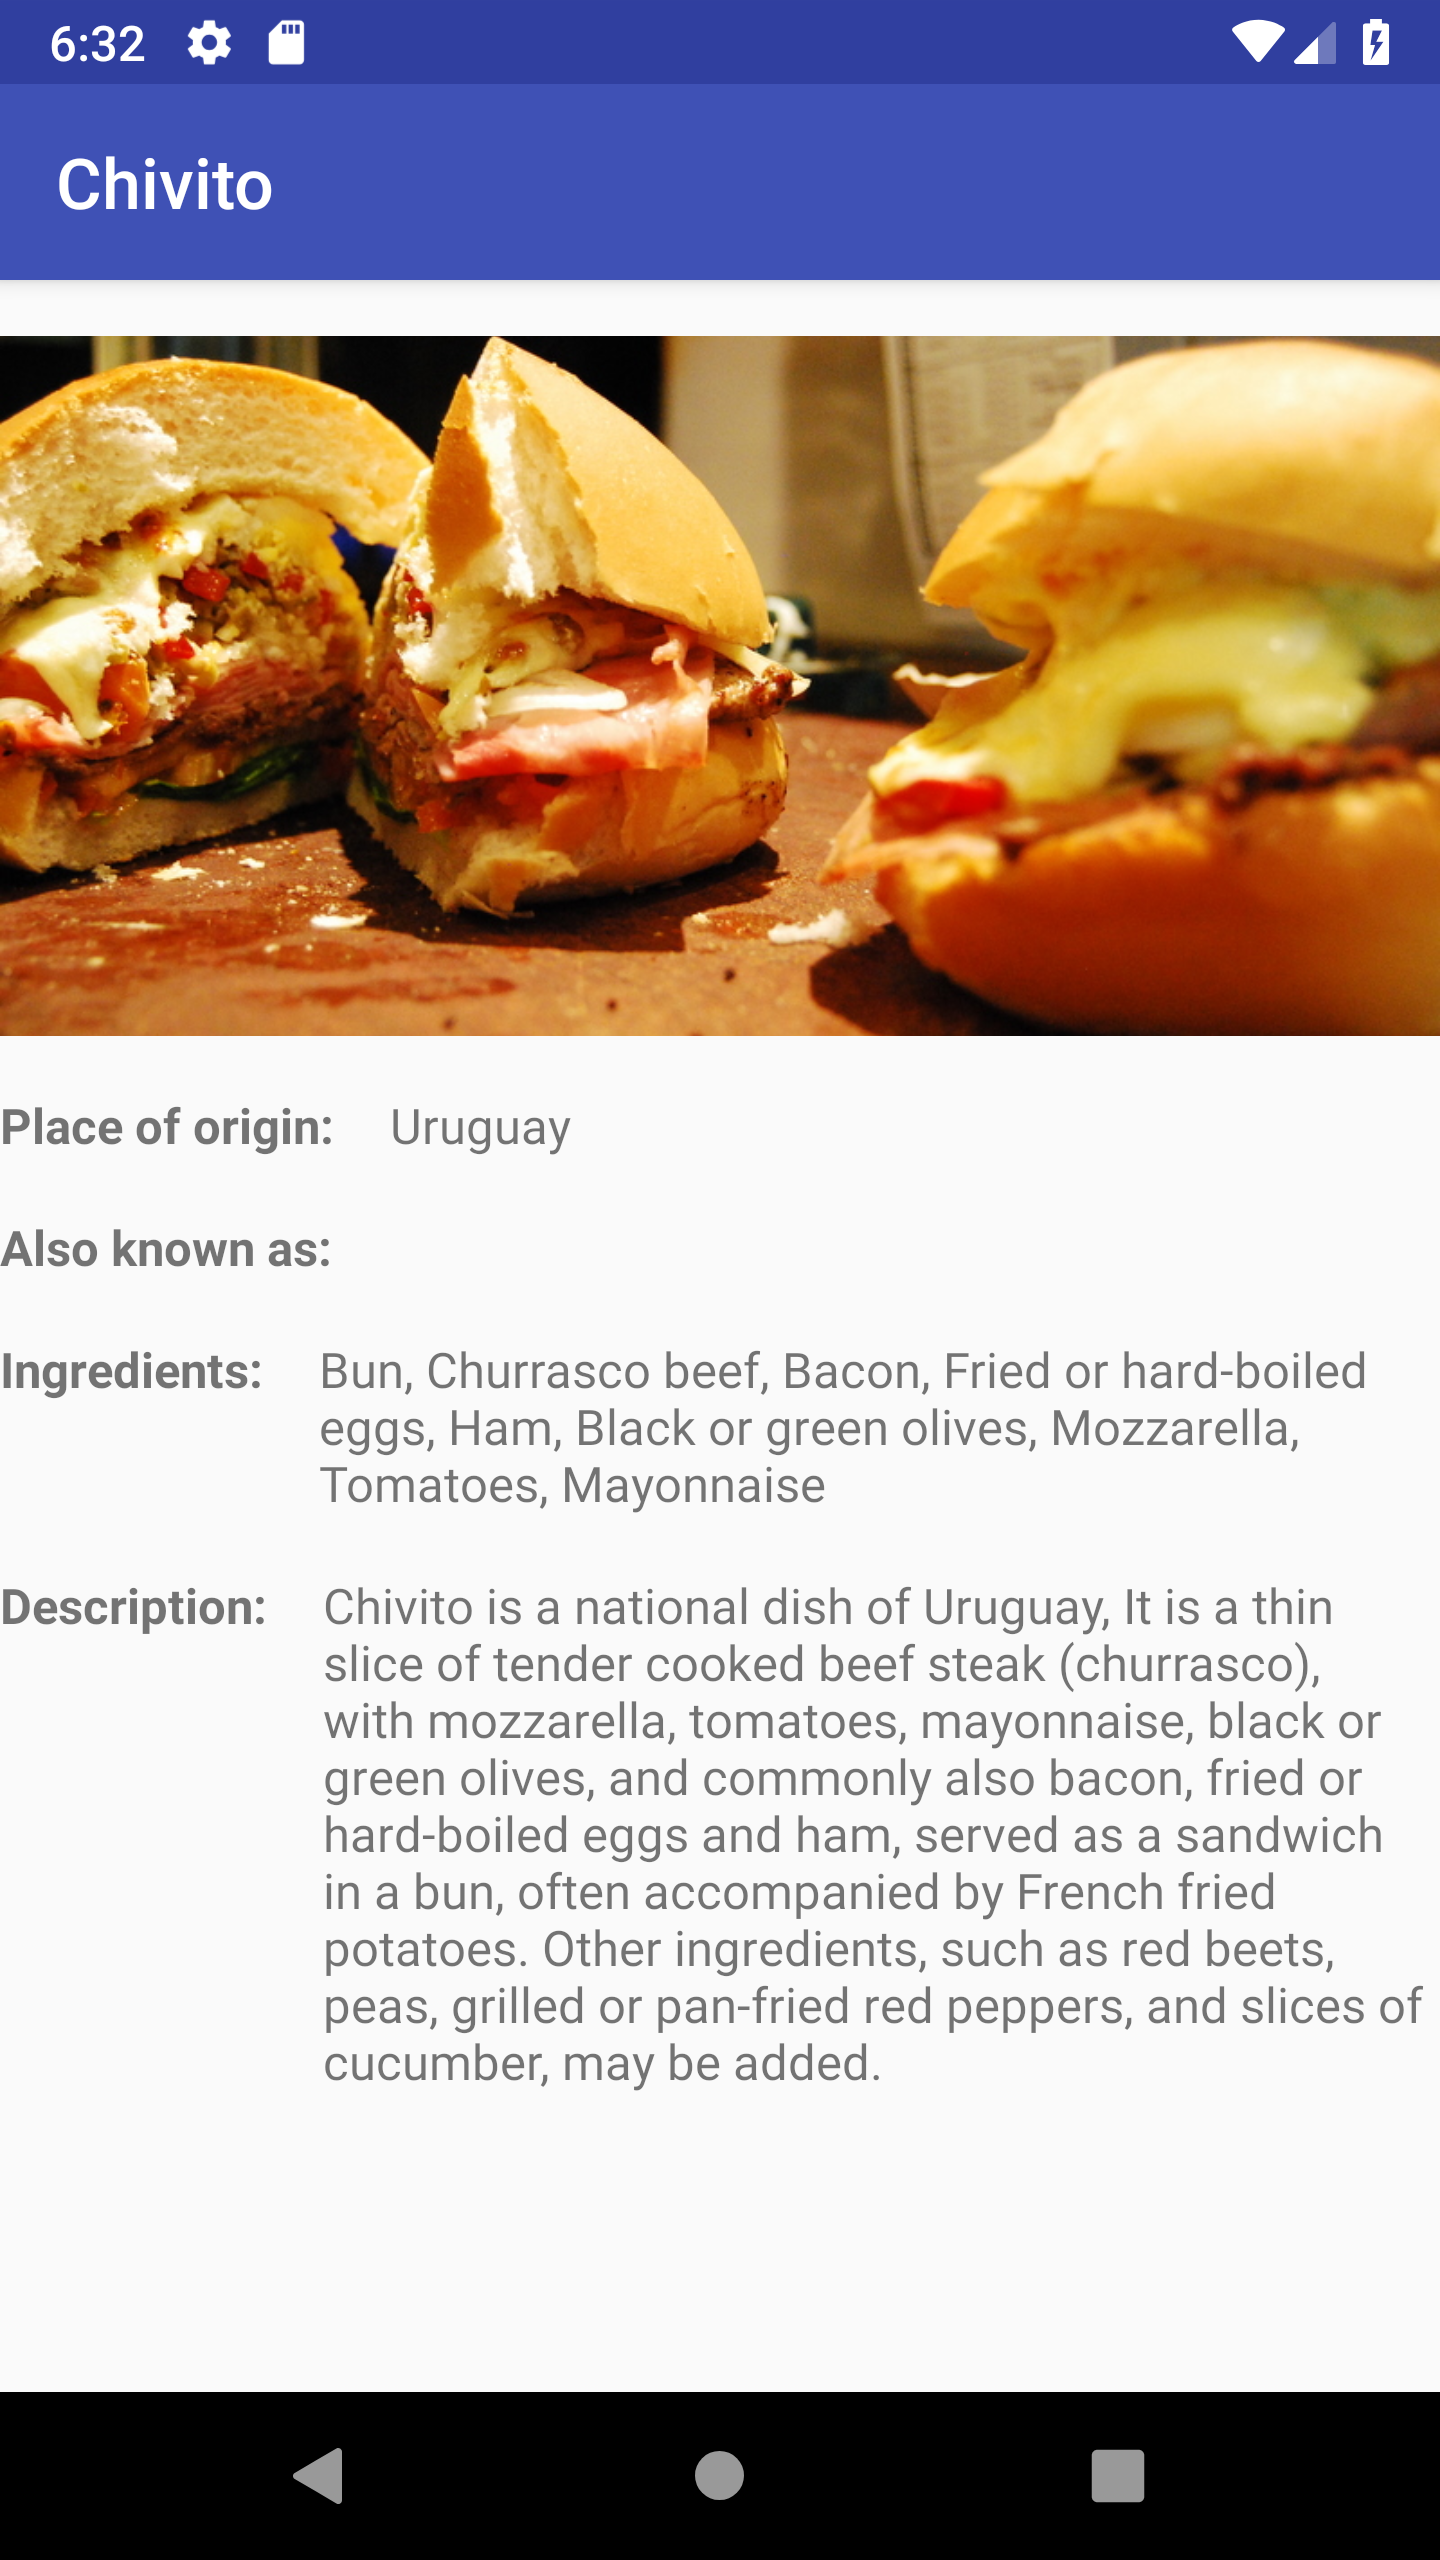 6:32
Chivito
Place of origin: Uruguay
Also known as:
Ingredients: Bun, Churrasco beef, Bacon, Fried or hard-boiled
eggs, Ham, Black or green olives, Mozzarella,
Tomatoes, Mayonnaise
Description: Chivito is a national dish of Uruguay, It is a thin
slice of tender cooked beef steak (churrasco),
with mozzarella, tomatoes, mayonnaise, black or
green olives, and commonly also bacon, fried or
hard-boiled eggs and ham, served as a sandwich
in a bun, often accompanied by French fried
potatoes. Other ingredients, such as red beets,
peas, grilled or pan-fried red peppers, and slices of
cucumber, may be added.